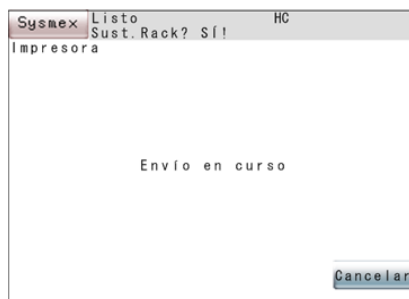 Sysmex Listo HC
Sust.Rack? SÍ!
Impresora
Envío en curso
Cancelar